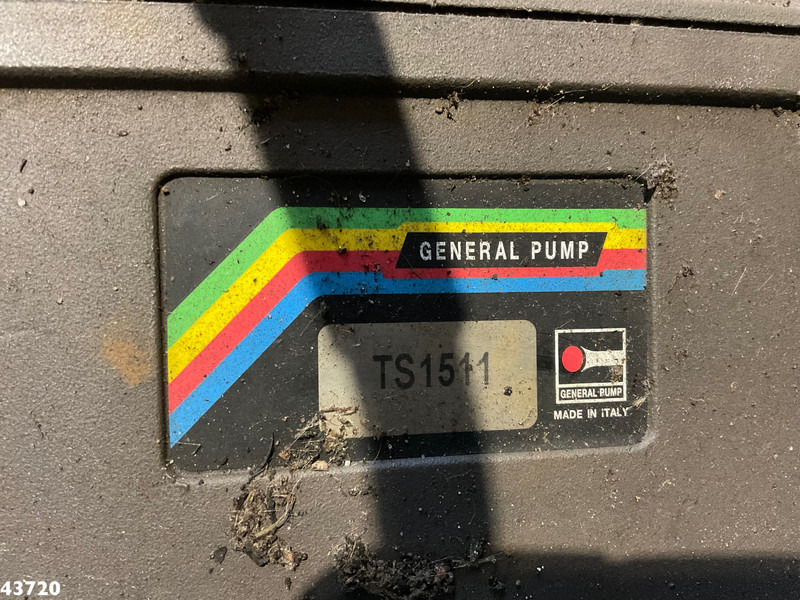 GENERAL PUMP
TS1511
GENERAL PUMP
MADE IN ITALY
43720